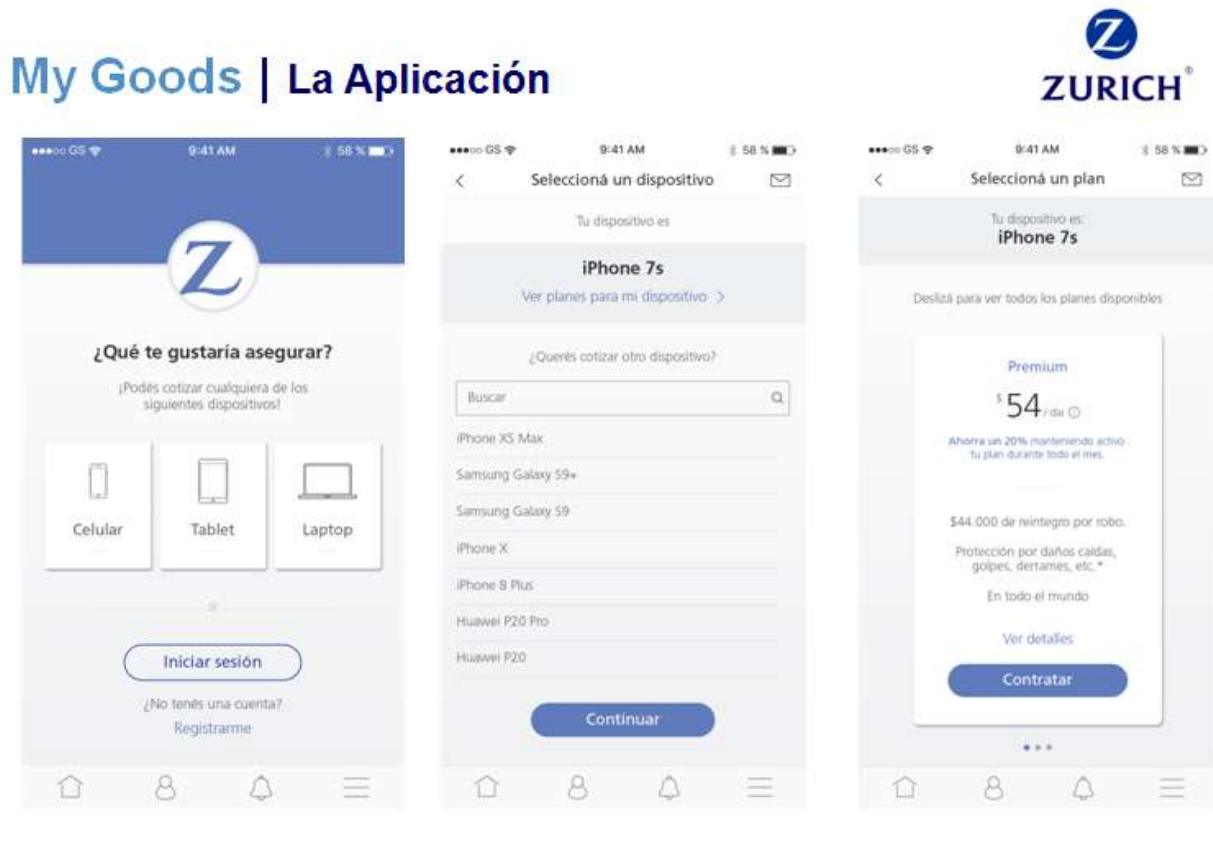 My Goods | La Aplicación
Z
ZURICH®
GS 9:41 AM 58 %
Z
¿Qué te gustaría asegurar?
¡Podés cotizar cualquiera de los
siguientes dispositivos!
Celular
Tablet
Laptop
Iniciar sesión
¿No tenés una cuenta?
Registrarme
GS 9:41 AM 58 %
< Seleccioná un dispositivo
Tu dispositivo es
iPhone 7s
Ver planes para mi dispositivo >
¿Querés cotizar otro dispositivo?
Buscar
iPhone XS Max
Samsung Galaxy S9+
Samsung Galaxy S9
iPhone X
iPhone 8 Plus
Huawei P20 Pro
Huawei P20
Continuar
GS 9:41 AM 58 %
< Seleccioná un plan
Tu dispositivo es:
iPhone 7s
Deslizá para ver todos los planes disponibles
Premium
$ 54 / día
Ahorra un 20% manteniendo activo
tu plan durante todo el mes.
$44.000 de reintegro por robo.
Protección por daños caídas,
golpes, derrames, etc.*
En todo el mundo
Ver detalles
Contratar